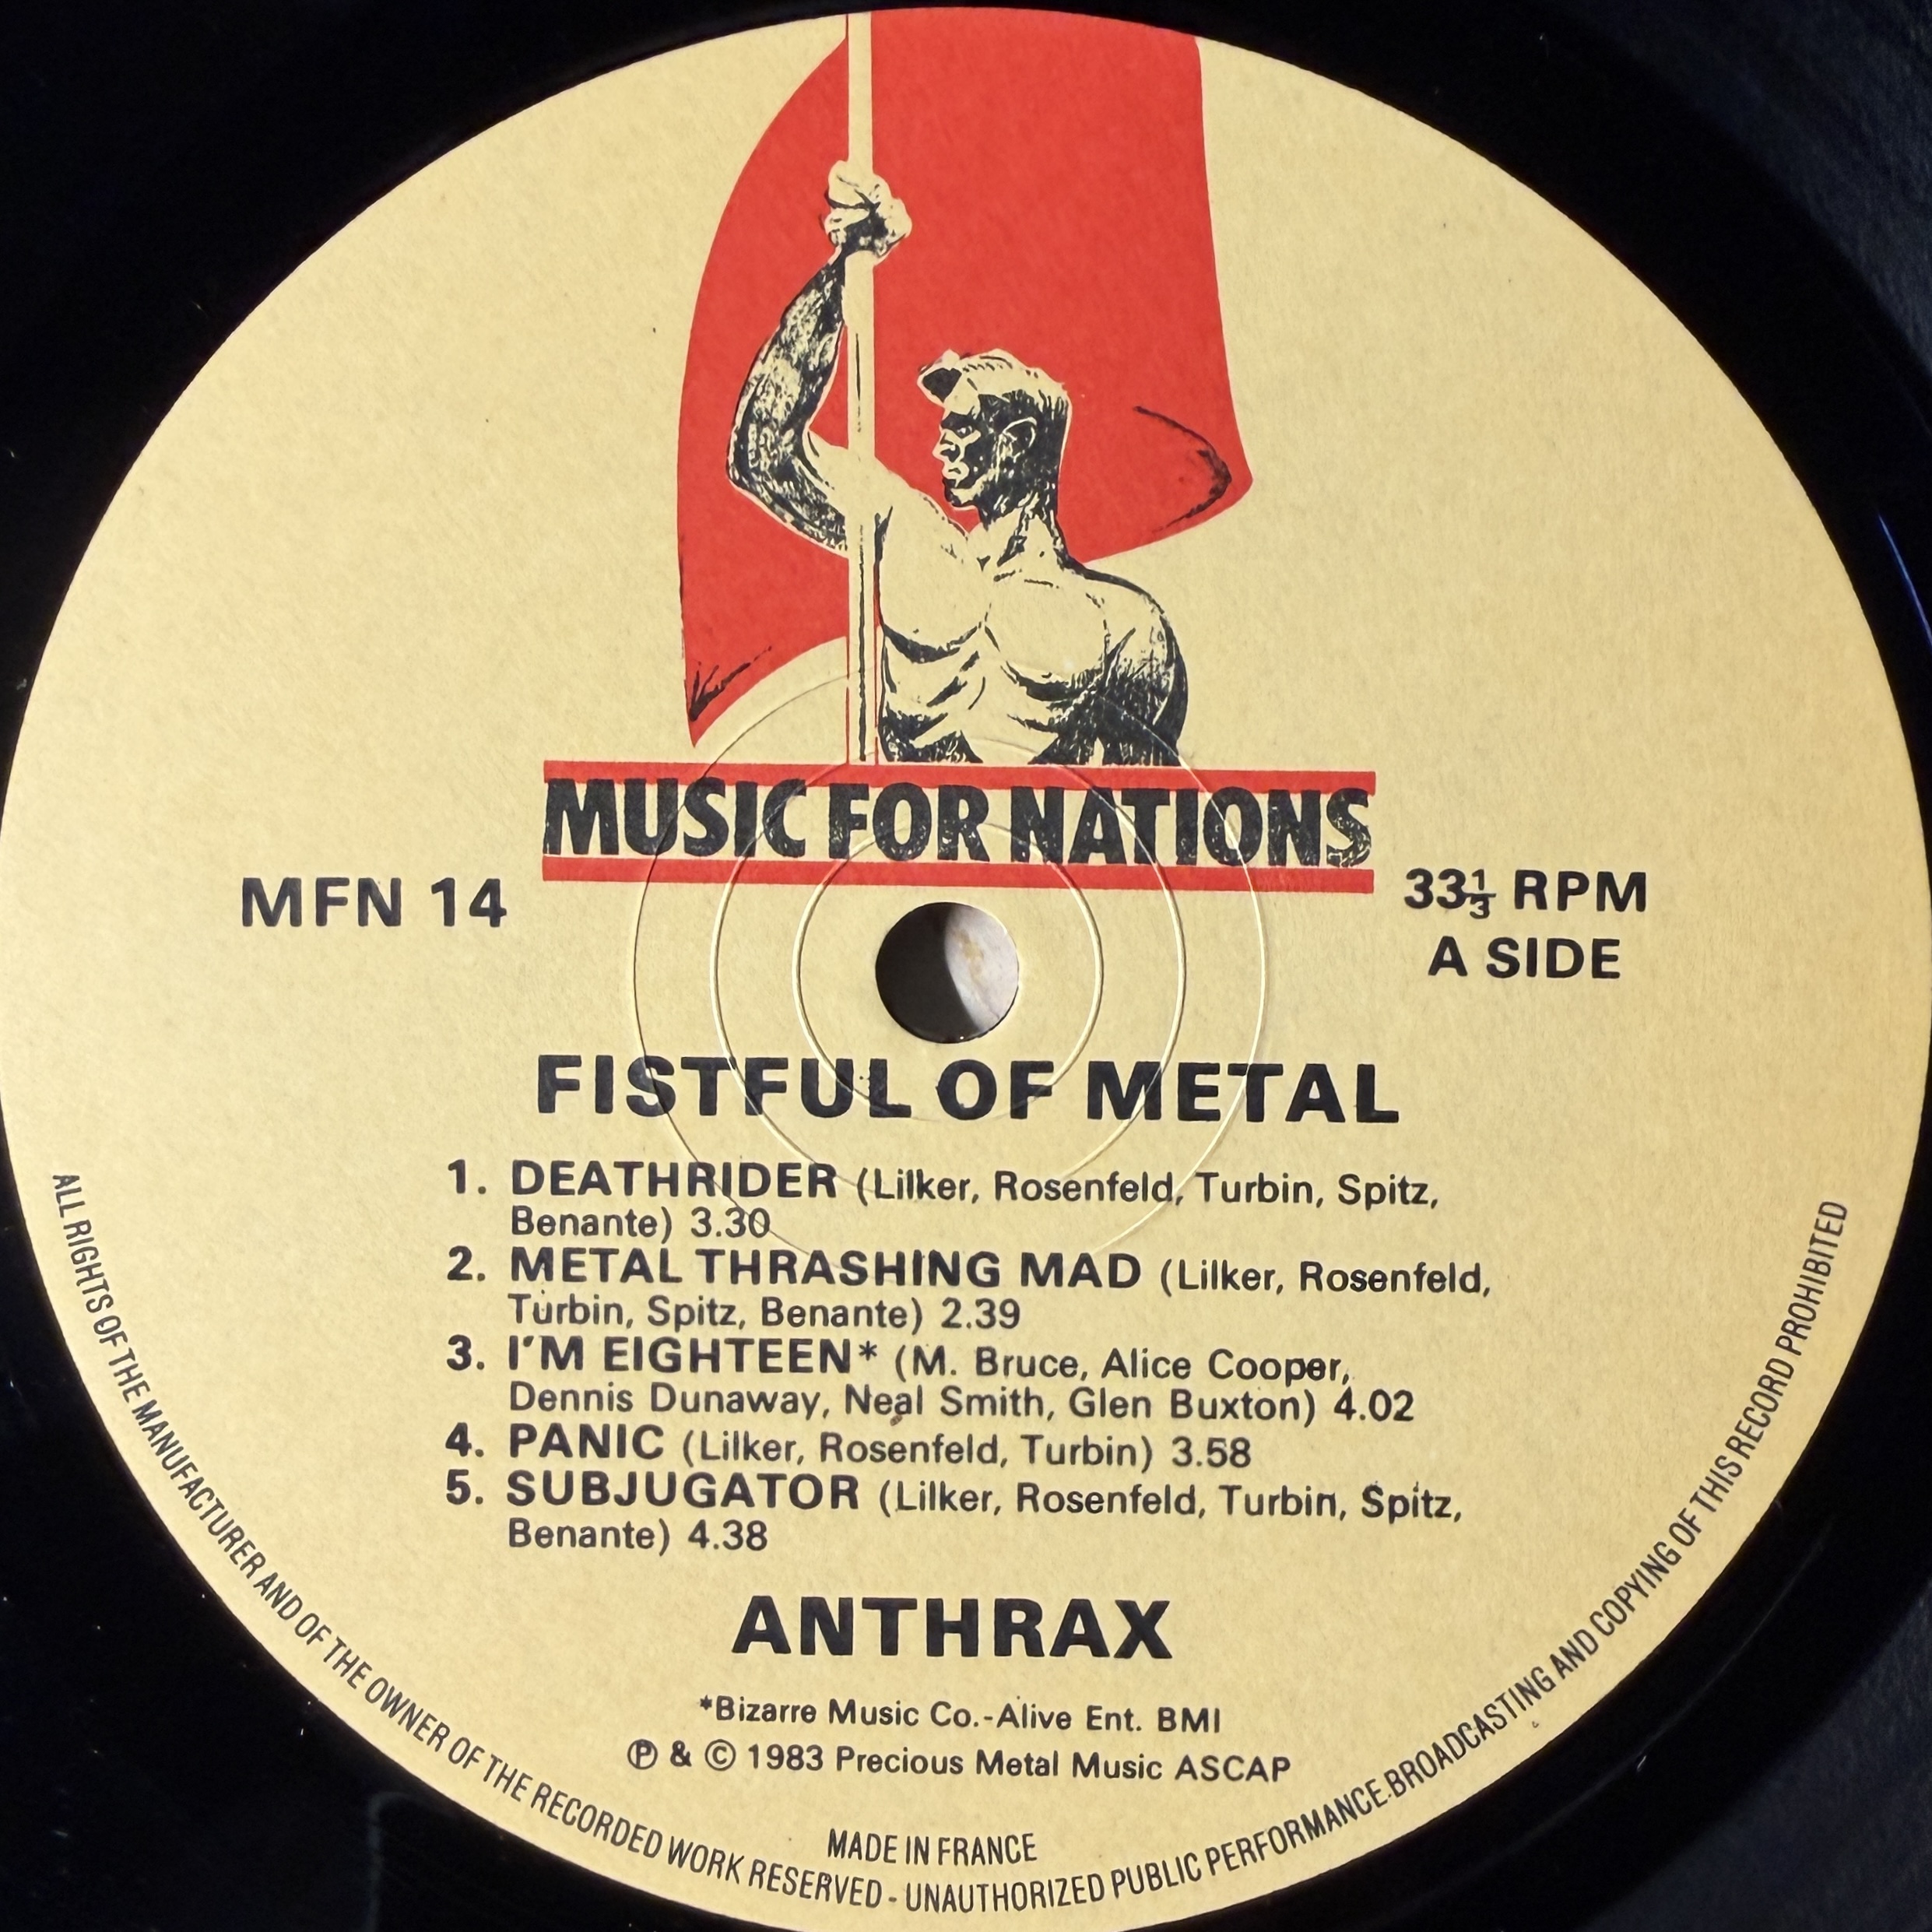 MUSIC FOR NATIONS
MFN 14
33⅓ RPM
A SIDE
FISTFUL OF METAL
1. DEATHRIDER (Lilker, Rosenfeld, Turbin, Spitz,
Benante) 3.30
2. METAL THRASHING MAD (Lilker, Rosenfeld,
Turbin, Spitz, Benante) 2.39
3. I'M EIGHTEEN* (M. Bruce, Alice Cooper,
Dennis Dunaway, Neal Smith, Glen Buxton) 4.02
4. PANIC (Lilker, Rosenfeld, Turbin) 3.58
5. SUBJUGATOR (Lilker, Rosenfeld, Turbin, Spitz,
Benante) 4.38
ANTHRAX
*Bizarre Music Co.-Alive Ent. BMI
℗ & © 1983 Precious Metal Music ASCAP
MADE IN FRANCE
ALL RIGHTS OF THE MANUFACTURER AND OF THE OWNER OF THE RECORDED WORK RESERVED - UNAUTHORIZED PUBLIC PERFORMANCE.BROADCASTING AND COPYING OF THIS RECORD PROHIBITED